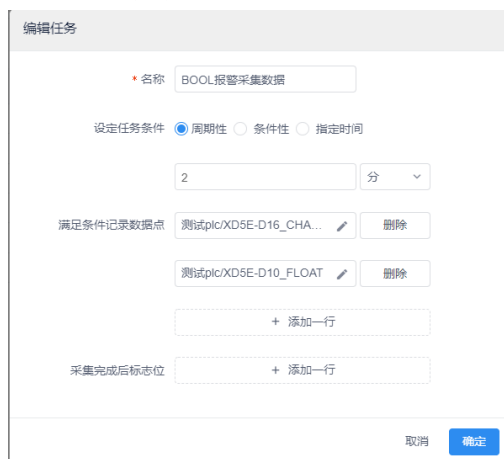 编辑任务
* 名称 BOOL报警采集数据
设定任务条件 周期性 条件性 指定时间
2 分
满足条件记录数据点 测试plc/XD5E-D16_CHA... 删除
测试plc/XD5E-D10_FLOAT 删除
+ 添加一行
采集完成后标志位 + 添加一行
取消 确定